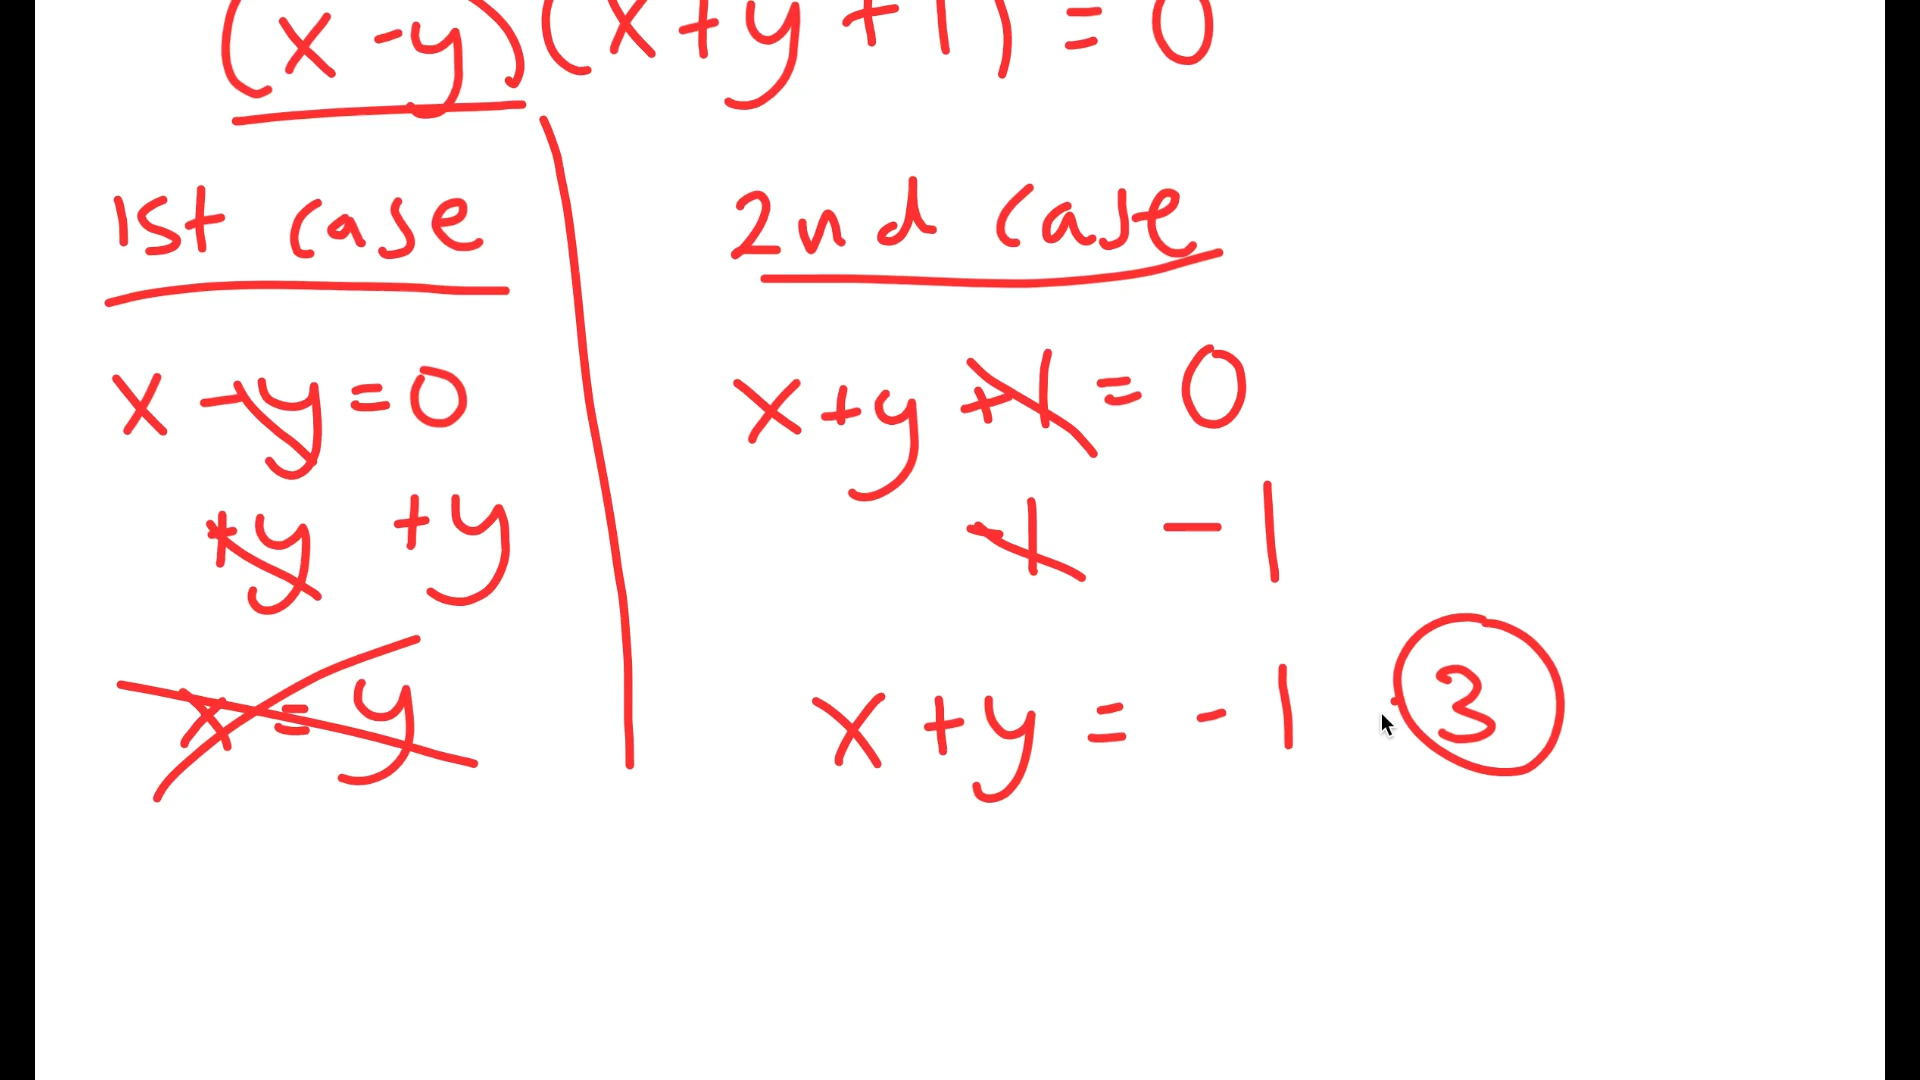 (x - y)(x + y + 1) = 0
1st case
x - y = 0
+ y + y
x = y
2nd case
x + y + 1 = 0
- 1 - 1
x + y = - 1 3